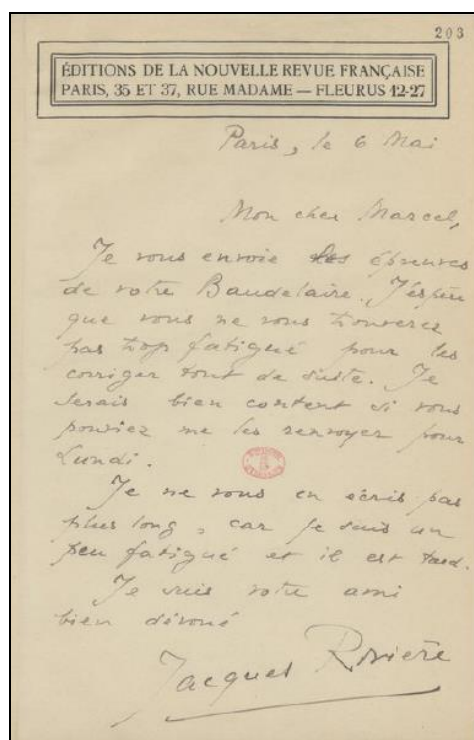 203
ÉDITIONS DE LA NOUVELLE REVUE FRANÇAISE
PARIS, 35 ET 37, RUE MADAME — FLEURUS 12-27
Paris, le 6 Mai
Mon cher Marcel,
Je vous envoie les épreuves
de votre Baudelaire. J'espère
que vous ne vous trouverez
pas trop fatigué pour les
corriger tout de suite. Je
serais bien content si vous
pouviez me les renvoyer pour
Lundi.
Je ne vous en écris pas
plus long, car je suis un
peu fatigué et il est tard.
Je suis votre ami
bien dévoué
Jacques Rivière